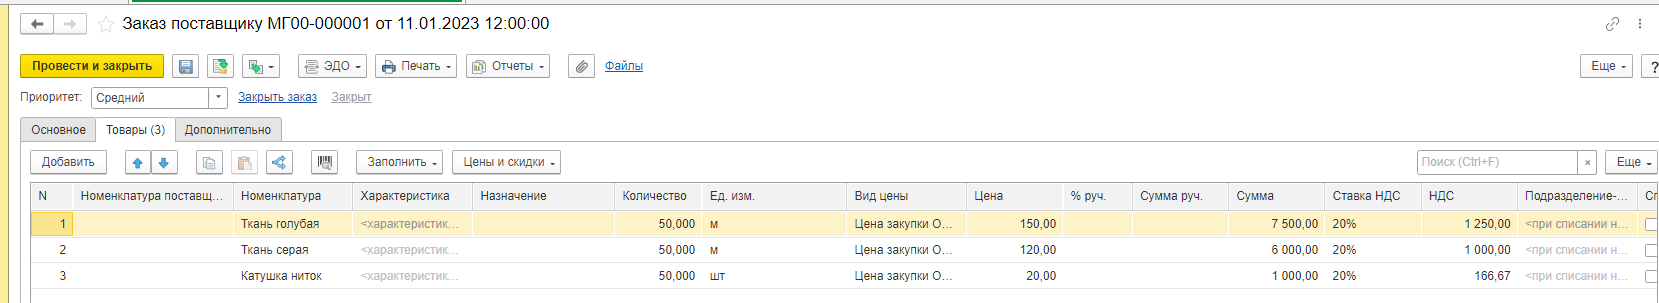 Заказ поставщику МГ00-000001 от 11.01.2023 12:00:00
Провести и закрыть ЭДО Печать Отчеты Файлы Еще ?
Приоритет: Средний Закрыть заказ Закрыт
Основное Товары (3) Дополнительно
Добавить Заполнить Цены и скидки Поиск (Ctrl+F) × Еще
N Номенклатура поставщ... Номенклатура Характеристика Назначение Количество Ед. изм. Вид цены Цена % руч. Сумма руч. Сумма Ставка НДС НДС Подразделение-... Сп
1 Ткань голубая <характеристик... 50,000 м Цена закупки О... 150,00 7 500,00 20% 1 250,00 <при списании н...
2 Ткань серая <характеристик... 50,000 м Цена закупки О... 120,00 6 000,00 20% 1 000,00 <при списании н...
3 Катушка ниток <характеристик... 50,000 шт Цена закупки О... 20,00 1 000,00 20% 166,67 <при списании н...